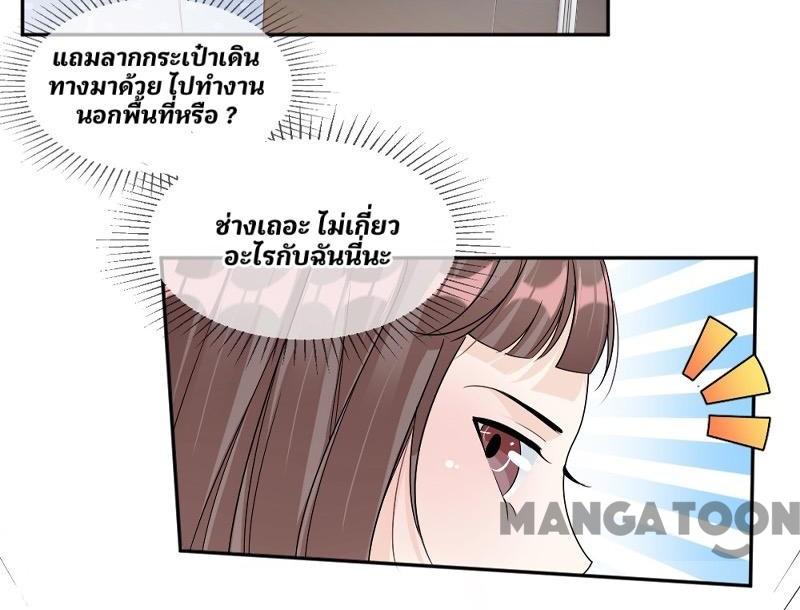 แถมลากกระเป๋าเดิน
ทางมาด้วย ไปทำงาน
นอกพื้นที่หรือ ?
ช่างเถอะ ไม่เกี่ยว
อะไรกับฉันนี่นะ
MANGATOON